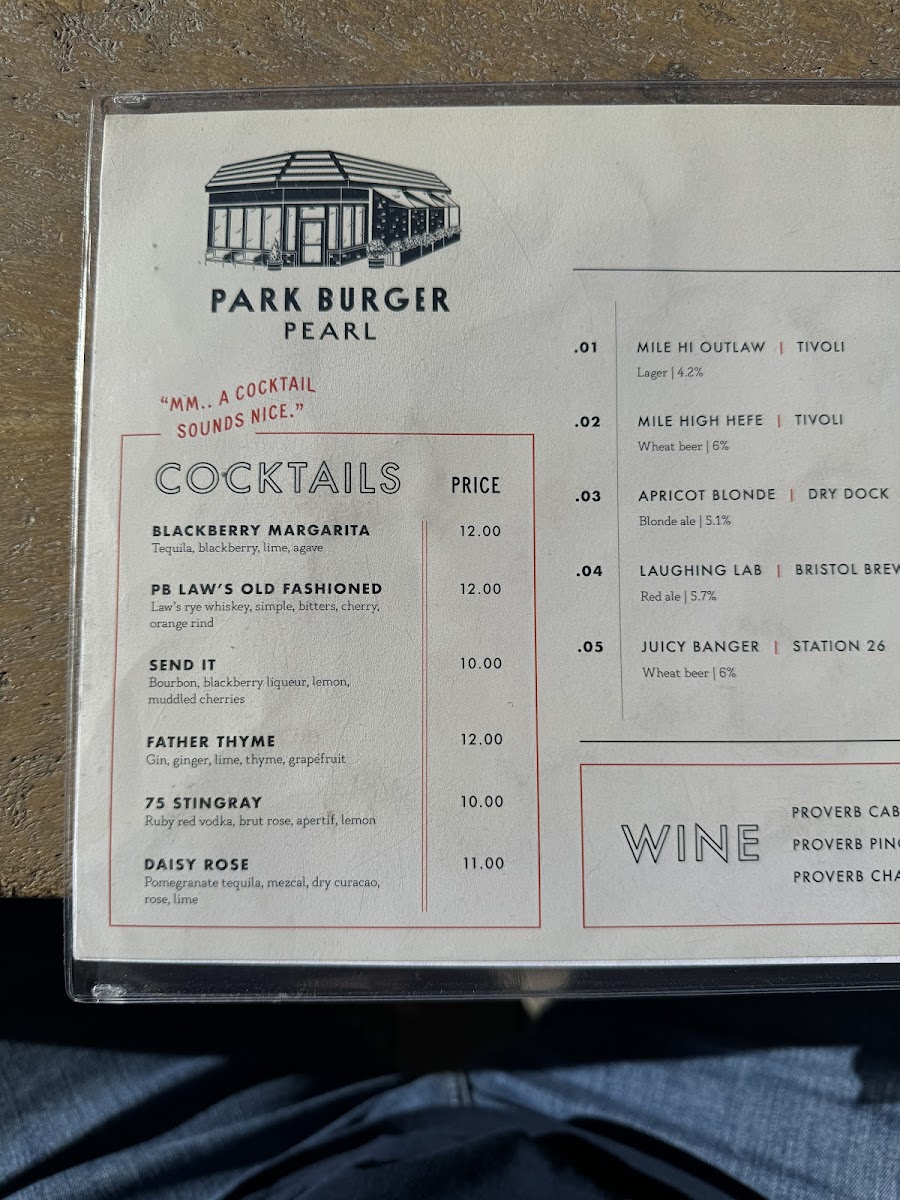 PARK BURGER
PEARL
"MM.. A COCKTAIL
SOUNDS NICE."
COCKTAILS PRICE
BLACKBERRY MARGARITA 12.00
Tequila, blackberry, lime, agave
PB LAW'S OLD FASHIONED 12.00
Law's rye whiskey, simple, bitters, cherry,
orange rind
SEND IT 10.00
Bourbon, blackberry liqueur, lemon,
muddled cherries
FATHER THYME 12.00
Gin, ginger, lime, thyme, grapefruit
75 STINGRAY 10.00
Ruby red vodka, brut rose, apertif, lemon
DAISY ROSE 11.00
Pomegranate tequila, mezcal, dry curacao,
rose, lime
.01 MILE HI OUTLAW | TIVOLI
Lager | 4.2%
.02 MILE HIGH HEFE | TIVOLI
Wheat beer | 6%
.03 APRICOT BLONDE | DRY DOCK
Blonde ale | 5.1%
.04 LAUGHING LAB | BRISTOL BREW
Red ale | 5.7%
.05 JUICY BANGER | STATION 26
Wheat beer | 6%
WINE
PROVERB CAB
PROVERB PIN
PROVERB CHA